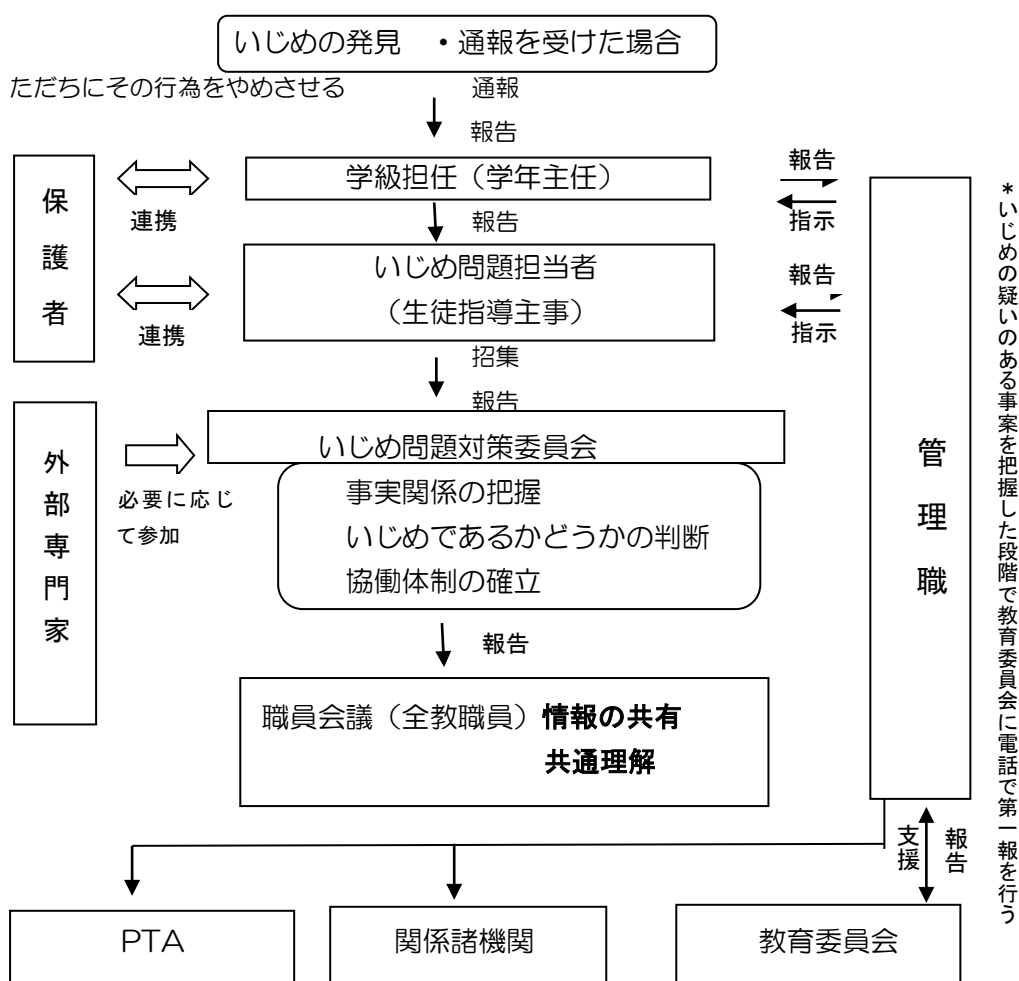 いじめの発見　・通報を受けた場合
ただちにその行為をやめさせる
通報
報告
学級担任（学年主任）
報告
指示
保護者
連携
報告
いじめ問題担当者
（生徒指導主事）
報告
指示
連携
招集
報告
いじめ問題対策委員会
外部専門家
必要に応じ
て参加
事実関係の把握
いじめであるかどうかの判断
協働体制の確立
管理職
報告
職員会議（全教職員）情報の共有
共通理解
＊いじめの疑いのある事案を把握した段階で教育委員会に電話で第一報を行う
支援
報告
PTA
関係諸機関
教育委員会